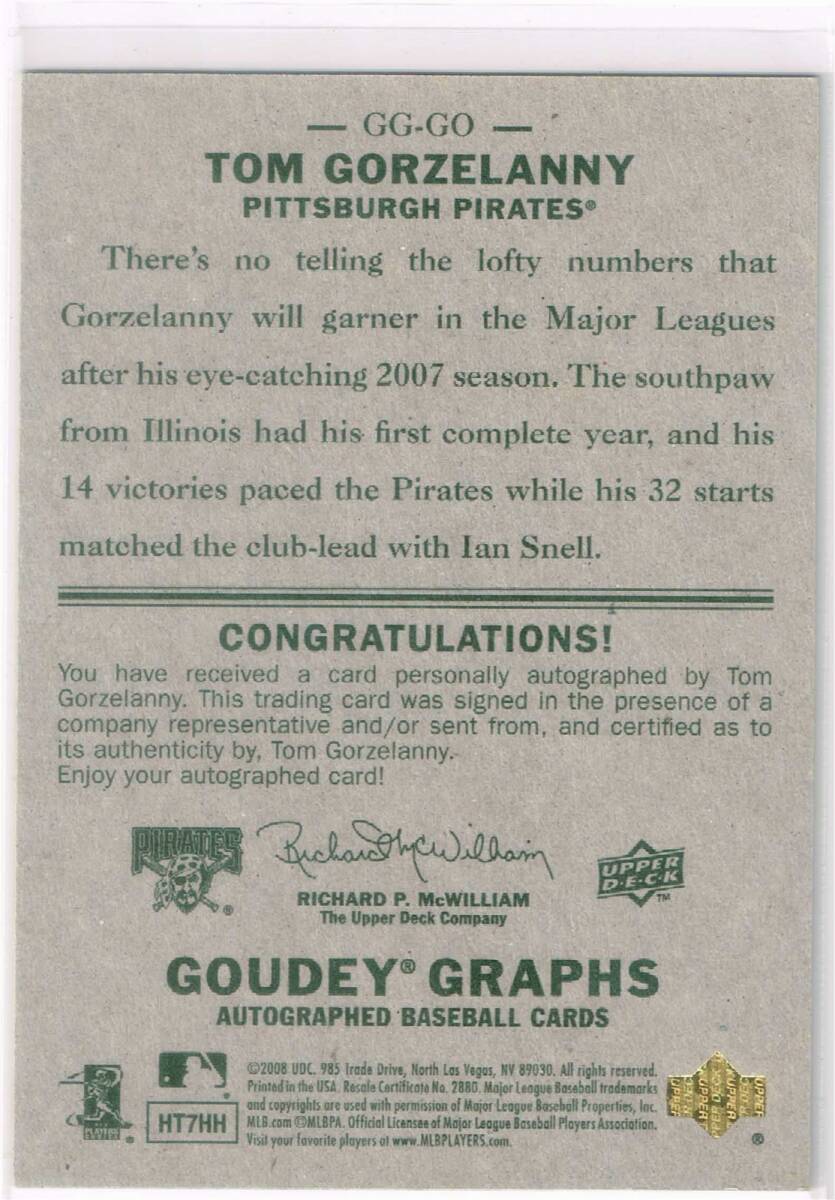 — GG-GO —
TOM GORZELANNY
PITTSBURGH PIRATES®
There's no telling the lofty numbers that
Gorzelanny will garner in the Major Leagues
after his eye-catching 2007 season. The southpaw
from Illinois had his first complete year, and his
14 victories paced the Pirates while his 32 starts
matched the club-lead with Ian Snell.
CONGRATULATIONS!
You have received a card personally autographed by Tom
Gorzelanny. This trading card was signed in the presence of a
company representative and/or sent from, and certified as to
its authenticity by, Tom Gorzelanny.
Enjoy your autographed card!
PIRATES ®
Richard McWilliam
UPPER
D·E·C·K
TM
RICHARD P. McWILLIAM
The Upper Deck Company
GOUDEY® GRAPHS
AUTOGRAPHED BASEBALL CARDS
HT7HH
©2008 UDC. 985 Trade Drive, North Las Vegas, NV 89030. All rights reserved.
Printed in the USA. Resale Certificate No. 2880. Major League Baseball trademarks
and copyrights are used with permission of Major League Baseball Properties, Inc.
MLB.com ©MLBPA. Official Licensee of Major League Baseball Players Association.
Visit your favorite players at www.MLBPLAYERS.com.
®